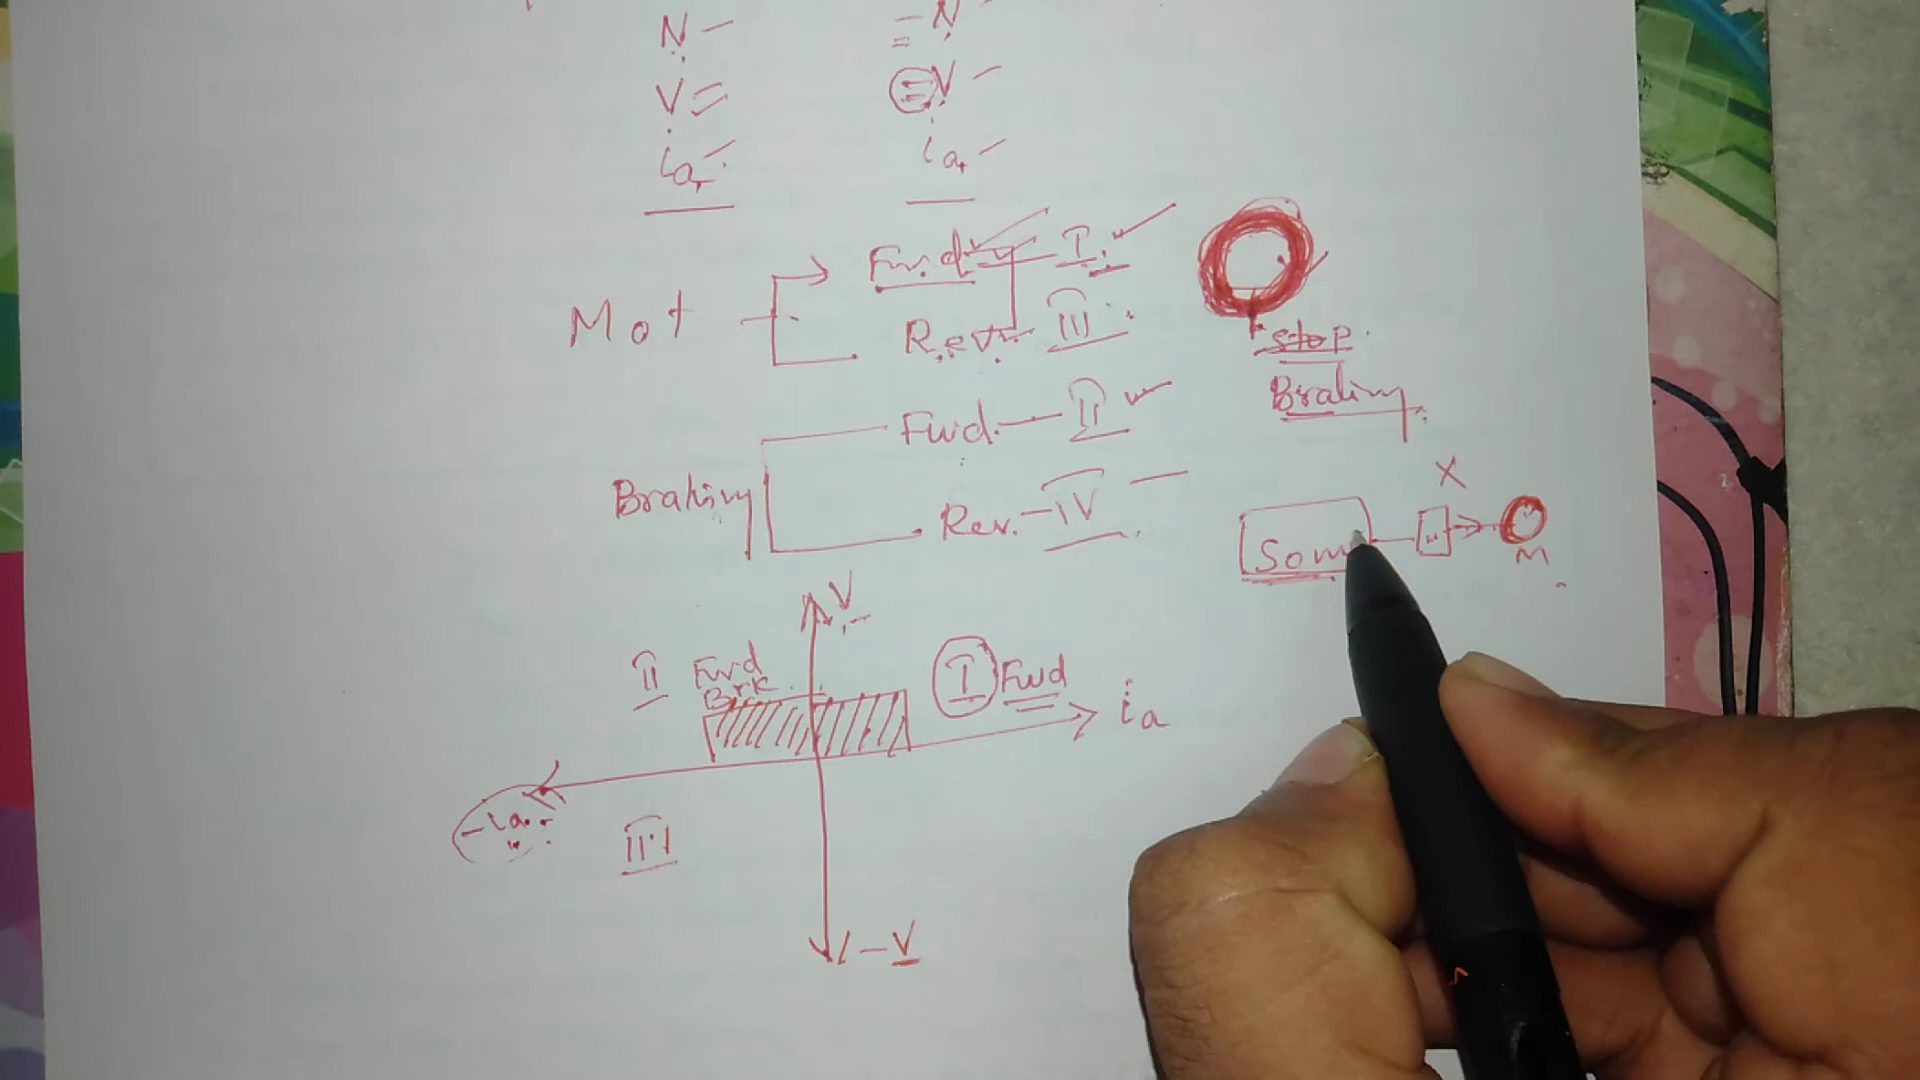 N - = N -
V = = V -
ia - ia -
Mot
Fwd - I
Rev - III
stop
Braking
Braking
Fwd. - II
Rev. - IV
X
Sour
M
V
II Fwd
Brk
I Fwd
ia
-ia
III
-V